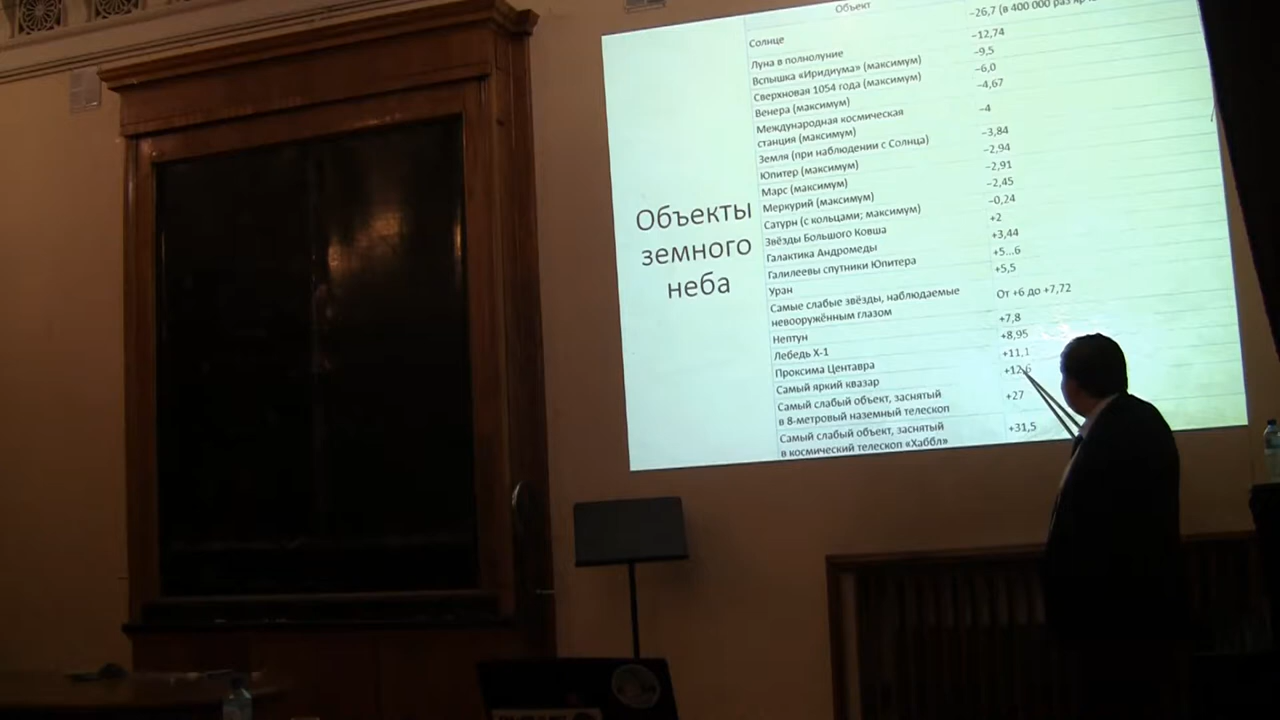 Объект
Солнце −26,7 (в 400 000 раз
Луна в полнолуние −12,74
Вспышка «Иридиума» (максимум) −9,5
Сверхновая 1054 года (максимум) −6,0
Венера (максимум) −4,67
Международная космическая
станция (максимум) −4
Земля (при наблюдении с Солнца) −3,84
Юпитер (максимум) −2,94
Марс (максимум) −2,91
Меркурий (максимум) −2,45
Сатурн (с кольцами; максимум) −0,24
Звёзды Большого Ковша +2
Галактика Андромеды +3,44
Галилеевы спутники Юпитера +5...6
Уран +5,5
Самые слабые звёзды, наблюдаемые
невооружённым глазом От +6 до +7,72
Нептун +7,8
Лебедь X-1 +8,95
Проксима Центавра +11,1
Самый яркий квазар +12,6
Самый слабый объект, заснятый
в 8-метровый наземный телескоп +27
Самый слабый объект, заснятый
в космический телескоп «Хаббл» +31,5
Объекты
земного
неба